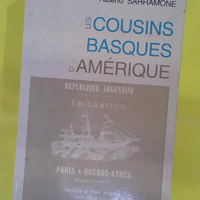 Alberto SARRAMONE
LES
COUSINS
BASQUES
D'AMÉRIQUE
RÉPUBLIQUE ARGENTINE
ÉMIGRATION
PARIS A BUENOS-AYRES